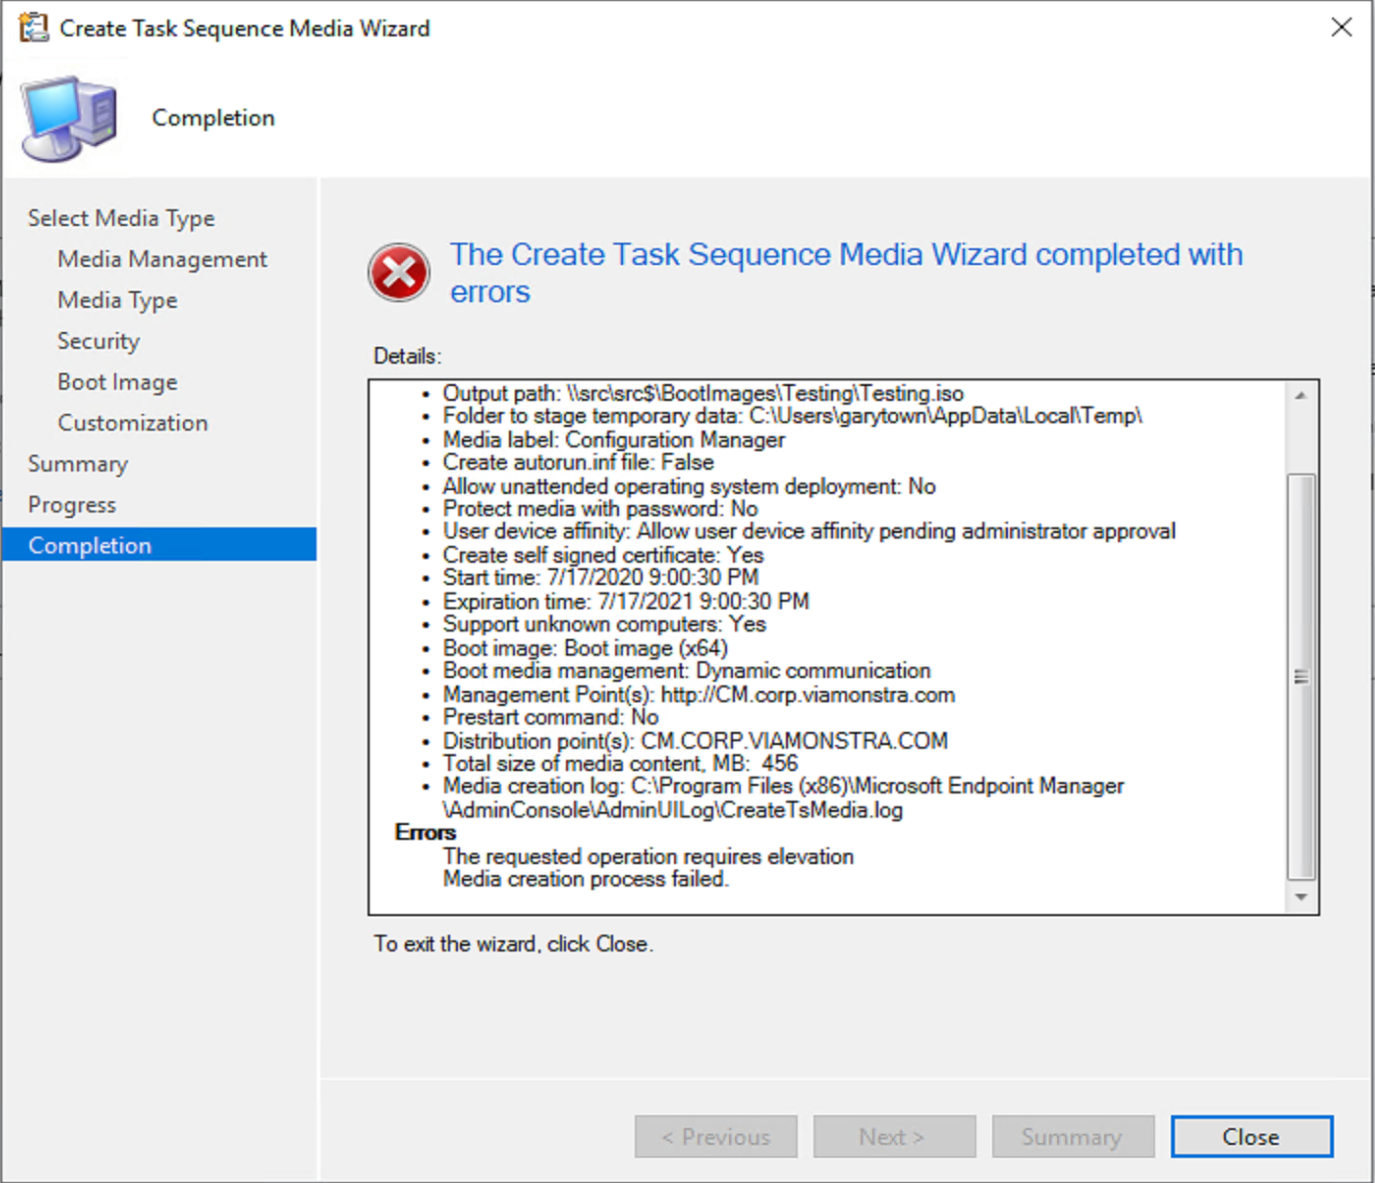 Create Task Sequence Media Wizard
Completion
Select Media Type
Media Management
Media Type
Security
Boot Image
Customization
Summary
Progress
Completion
The Create Task Sequence Media Wizard completed with
errors
Details:
• Output path: \\src\src$\BootImages\Testing\Testing.iso
• Folder to stage temporary data: C:\Users\garytown\AppData\Local\Temp\
• Media label: Configuration Manager
• Create autorun.inf file: False
• Allow unattended operating system deployment: No
• Protect media with password: No
• User device affinity: Allow user device affinity pending administrator approval
• Create self signed certificate: Yes
• Start time: 7/17/2020 9:00:30 PM
• Expiration time: 7/17/2021 9:00:30 PM
• Support unknown computers: Yes
• Boot image: Boot image (x64)
• Boot media management: Dynamic communication
• Management Point(s): http://CM.corp.viamonstra.com
• Prestart command: No
• Distribution point(s): CM.CORP.VIAMONSTRA.COM
• Total size of media content, MB:  456
• Media creation log: C:\Program Files (x86)\Microsoft Endpoint Manager
\AdminConsole\AdminUILog\CreateTsMedia.log
Errors
The requested operation requires elevation
Media creation process failed.
To exit the wizard, click Close.
< Previous
Next >
Summary
Close